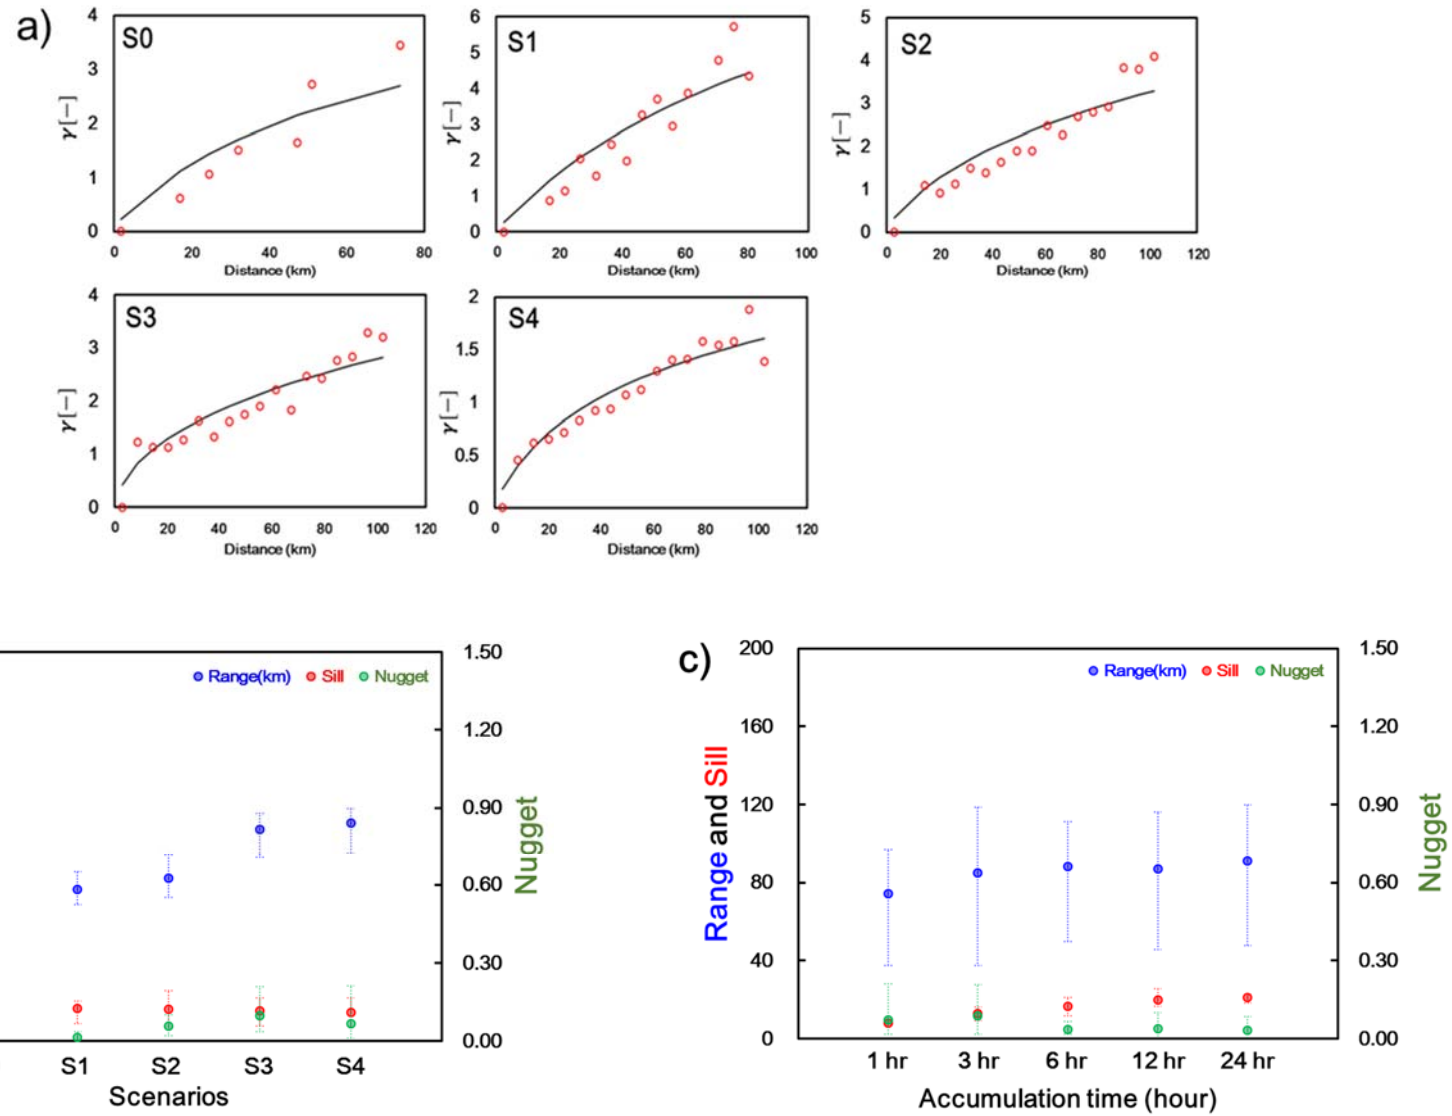 a)
S0
4
3
2
1
0
γ[−]
0 20 40 60 80
Distance (km)
S1
6
5
4
3
2
1
0
γ[−]
0 20 40 60 80 100
Distance (km)
S2
5
4
3
2
1
0
γ[−]
0 20 40 60 80 100 120
Distance (km)
S3
4
3
2
1
0
γ[−]
0 20 40 60 80 100 120
Distance (km)
S4
2
1.5
1
0.5
0
γ[−]
0 20 40 60 80 100 120
Distance (km)
Range(km) Sill Nugget
1.50
1.20
0.90
0.60
0.30
0.00
Nugget
S1 S2 S3 S4
Scenarios
c)
Range(km) Sill Nugget
200
160
120
80
40
0
Range and Sill
1.50
1.20
0.90
0.60
0.30
0.00
Nugget
1 hr 3 hr 6 hr 12 hr 24 hr
Accumulation time (hour)